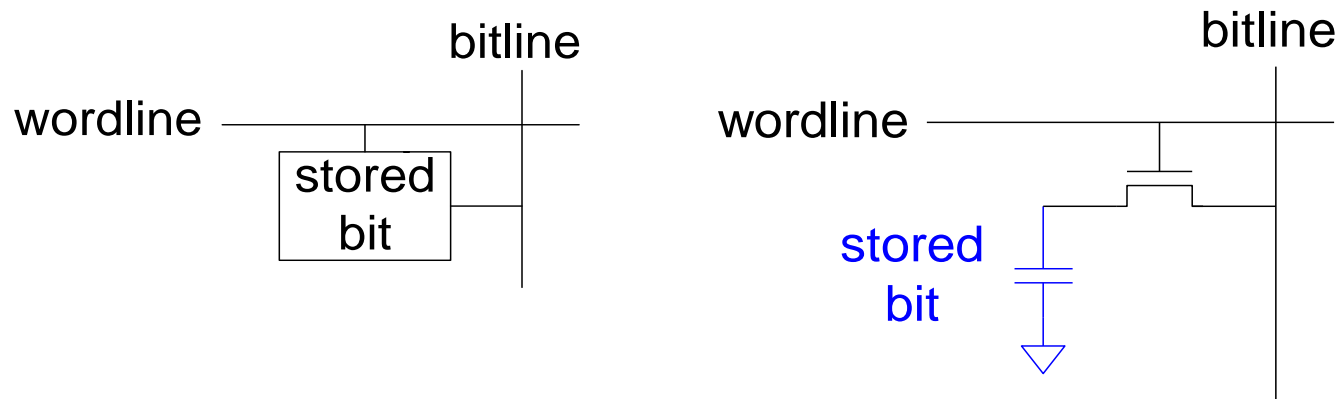 bitline
wordline
stored
bit
bitline
wordline
stored
bit